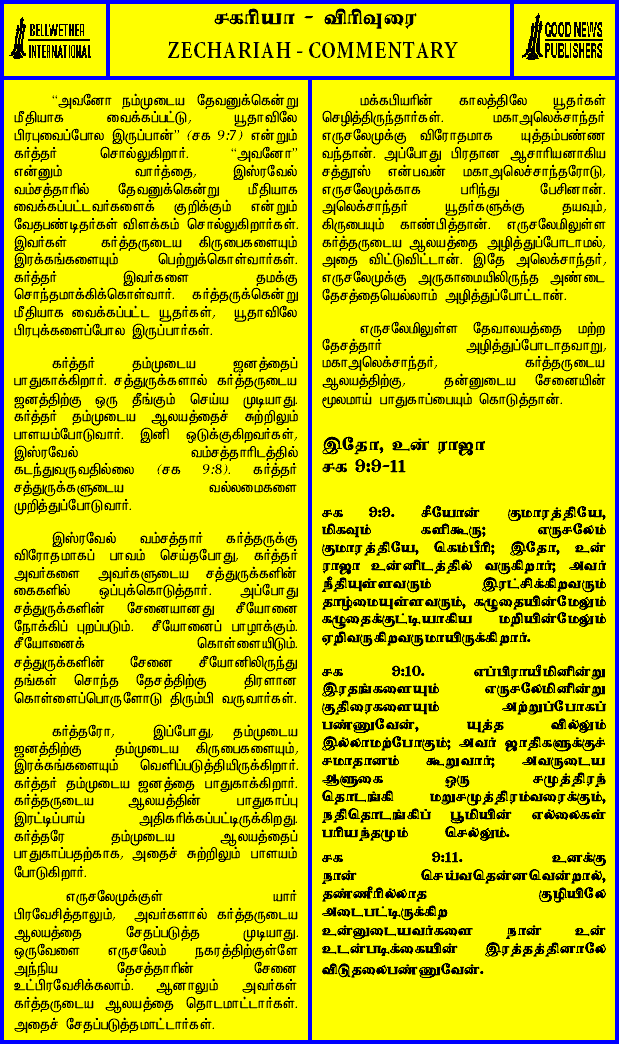 BELLWETHER
INTERNATIONAL
சகரியா - விரிவுரை
ZECHARIAH - COMMENTARY
GOOD NEWS
PUBLISHERS
“அவனோ நம்முடைய தேவனுக்கென்று
மீதியாக வைக்கப்பட்டு, யூதாவிலே
பிரபுவைப்போல இருப்பான்” (சக 9:7) என்றும்
கர்த்தர் சொல்லுகிறார். “அவனோ”
என்னும் வார்த்தை, இஸ்ரவேல்
வம்சத்தாரில் தேவனுக்கென்று மீதியாக
வைக்கப்பட்டவர்களைக் குறிக்கும் என்றும்
வேதபண்டிதர்கள் விளக்கம் சொல்லுகிறார்கள்.
இவர்கள் கர்த்தருடைய கிருபைகளையும்
இரக்கங்களையும் பெற்றுக்கொள்வார்கள்.
கர்த்தர் இவர்களை தமக்கு
சொந்தமாக்கிக்கொள்வார். கர்த்தருக்கென்று
மீதியாக வைக்கப்பட்ட யூதர்கள், யூதாவிலே
பிரபுக்களைப்போல இருப்பார்கள்.
கர்த்தர் தம்முடைய ஜனத்தைப்
பாதுகாக்கிறார். சத்துருக்களால் கர்த்தருடைய
ஜனத்திற்கு ஒரு தீங்கும் செய்ய முடியாது.
கர்த்தர் தம்முடைய ஆலயத்தைச் சுற்றிலும்
பாளயம்போடுவார். இனி ஒடுக்குகிறவர்கள்,
இஸ்ரவேல் வம்சத்தாரிடத்தில்
கடந்துவருவதில்லை (சக 9:8). கர்த்தர்
சத்துருக்களுடைய வல்லமைகளை
முறித்துப்போடுவார்.
இஸ்ரவேல் வம்சத்தார் கர்த்தருக்கு
விரோதமாகப் பாவம் செய்தபோது, கர்த்தர்
அவர்களை அவர்களுடைய சத்துருக்களின்
கைகளில் ஒப்புக்கொடுத்தார். அப்போது
சத்துருக்களின் சேனையானது சீயோனை
நோக்கிப் புறப்படும். சீயோனைப் பாழாக்கும்.
சீயோனைக் கொள்ளையிடும்.
சத்துருக்களின் சேனை சீயோனிலிருந்து
தங்கள் சொந்த தேசத்திற்கு திரளான
கொள்ளைப்பொருளோடு திரும்பி வருவார்கள்.
கர்த்தரோ, இப்போது, தம்முடைய
ஜனத்திற்கு தம்முடைய கிருபைகளையும்,
இரக்கங்களையும் வெளிப்படுத்தியிருக்கிறார்.
கர்த்தர் தம்முடைய ஜனத்தை பாதுகாக்கிறார்.
கர்த்தருடைய ஆலயத்தின் பாதுகாப்பு
இரட்டிப்பாய் அதிகரிக்கப்பட்டிருக்கிறது.
கர்த்தரே தம்முடைய ஆலயத்தைப்
பாதுகாப்பதற்காக, அதைச் சுற்றிலும் பாளயம்
போடுகிறார்.
எருசலேமுக்குள் யார்
பிரவேசித்தாலும், அவர்களால் கர்த்தருடைய
ஆலயத்தை சேதப்படுத்த முடியாது.
ஒருவேளை எருசலேம் நகரத்திற்குள்ளே
அந்நிய தேசத்தாரின் சேனை
உட்பிரவேசிக்கலாம். ஆனாலும் அவர்கள்
கர்த்தருடைய ஆலயத்தை தொடமாட்டார்கள்.
அதைச் சேதப்படுத்தமாட்டார்கள்.
மக்கபியரின் காலத்திலே யூதர்கள்
செழித்திருந்தார்கள். மகாஅலெக்சாந்தர்
எருசலேமுக்கு விரோதமாக யுத்தம்பண்ண
வந்தான். அப்போது பிரதான ஆசாரியனாகிய
சத்தூஸ் என்பவன் மகாஅலெச்சாந்தரோடு,
எருசலேமுக்காக பரிந்து பேசினான்.
அலெக்சாந்தர் யூதர்களுக்கு தயவும்,
கிருபையும் காண்பித்தான். எருசலேமிலுள்ள
கர்த்தருடைய ஆலயத்தை அழித்துப்போடாமல்,
அதை விட்டுவிட்டான். இதே அலெக்சாந்தர்,
எருசலேமுக்கு அருகாமையிலிருந்த அண்டை
தேசத்தையெல்லாம் அழித்துப்போட்டான்.
எருசலேமிலுள்ள தேவாலயத்தை மற்ற
தேசத்தார் அழித்துப்போடாதவாறு,
மகாஅலெக்சாந்தர், கர்த்தருடைய
ஆலயத்திற்கு, தன்னுடைய சேனையின்
மூலமாய் பாதுகாப்பையும் கொடுத்தான்.
இதோ, உன் ராஜா
சக 9:9-11
சக 9:9. சீயோன் குமாரத்தியே,
மிகவும் களிகூரு; எருசலேம்
குமாரத்தியே, கெம்பீரி; இதோ, உன்
ராஜா உன்னிடத்தில் வருகிறார்; அவர்
நீதியுள்ளவரும் இரட்சிக்கிறவரும்
தாழ்மையுள்ளவரும், கழுதையின்மேலும்
கழுதைக்குட்டியாகிய மறியின்மேலும்
ஏறிவருகிறவருமாயிருக்கிறார்.
சக 9:10. எப்பிராயீமினின்று
இரதங்களையும் எருசலேமினின்று
குதிரைகளையும் அற்றுப்போகப்
பண்ணுவேன், யுத்த வில்லும்
இல்லாமற்போகும்; அவர் ஜாதிகளுக்குச்
சமாதானம் கூறுவார்; அவருடைய
ஆளுகை ஒரு சமுத்திரந்
தொடங்கி மறுசமுத்திரம்வரைக்கும்,
நதிதொடங்கிப் பூமியின் எல்லைகள்
பரியந்தமும் செல்லும்.
சக 9:11. உனக்கு
நான் செய்வதென்னவென்றால்,
தண்ணீரில்லாத குழியிலே
அடைபட்டிருக்கிற
உன்னுடையவர்களை நான் உன்
உடன்படிக்கையின் இரத்தத்தினாலே
விடுதலைபண்ணுவேன்.